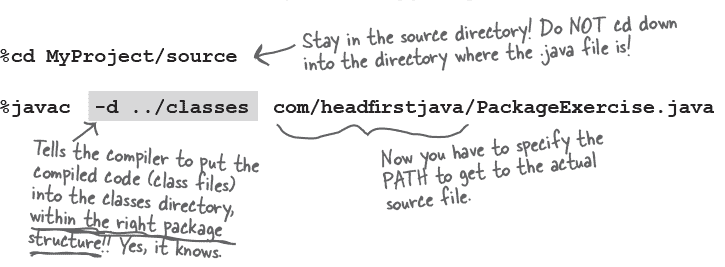 %cd MyProject/source
Stay in the source directory! Do NOT cd down
into the directory where the .java file is!
%javac -d ../classes com/headfirstjava/PackageExercise.java
Tells the compiler to put the
compiled code (class files)
into the classes directory,
within the right package
structure!! Yes, it knows.
Now you have to specify the
PATH to get to the actual
source file.